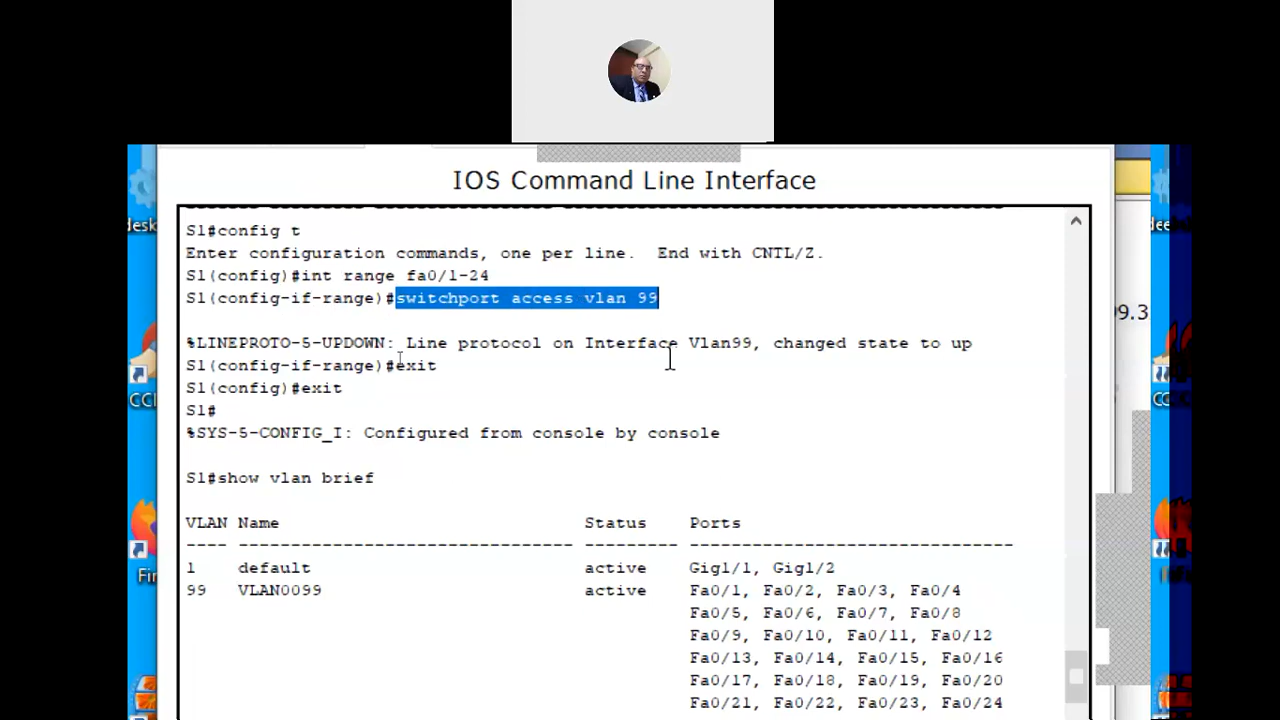 IOS Command Line Interface
S1#config t
Enter configuration commands, one per line.  End with CNTL/Z.
S1(config)#int range fa0/1-24
S1(config-if-range)#switchport access vlan 99
%LINEPROTO-5-UPDOWN: Line protocol on Interface Vlan99, changed state to up
S1(config-if-range)#exit
S1(config)#exit
S1#
%SYS-5-CONFIG_I: Configured from console by console
S1#show vlan brief
VLAN Name Status Ports
---- -------------------------------- --------- -------------------------------
1 default active Gig1/1, Gig1/2
99 VLAN0099 active Fa0/1, Fa0/2, Fa0/3, Fa0/4
Fa0/5, Fa0/6, Fa0/7, Fa0/8
Fa0/9, Fa0/10, Fa0/11, Fa0/12
Fa0/13, Fa0/14, Fa0/15, Fa0/16
Fa0/17, Fa0/18, Fa0/19, Fa0/20
Fa0/21, Fa0/22, Fa0/23, Fa0/24
desk
09.3.